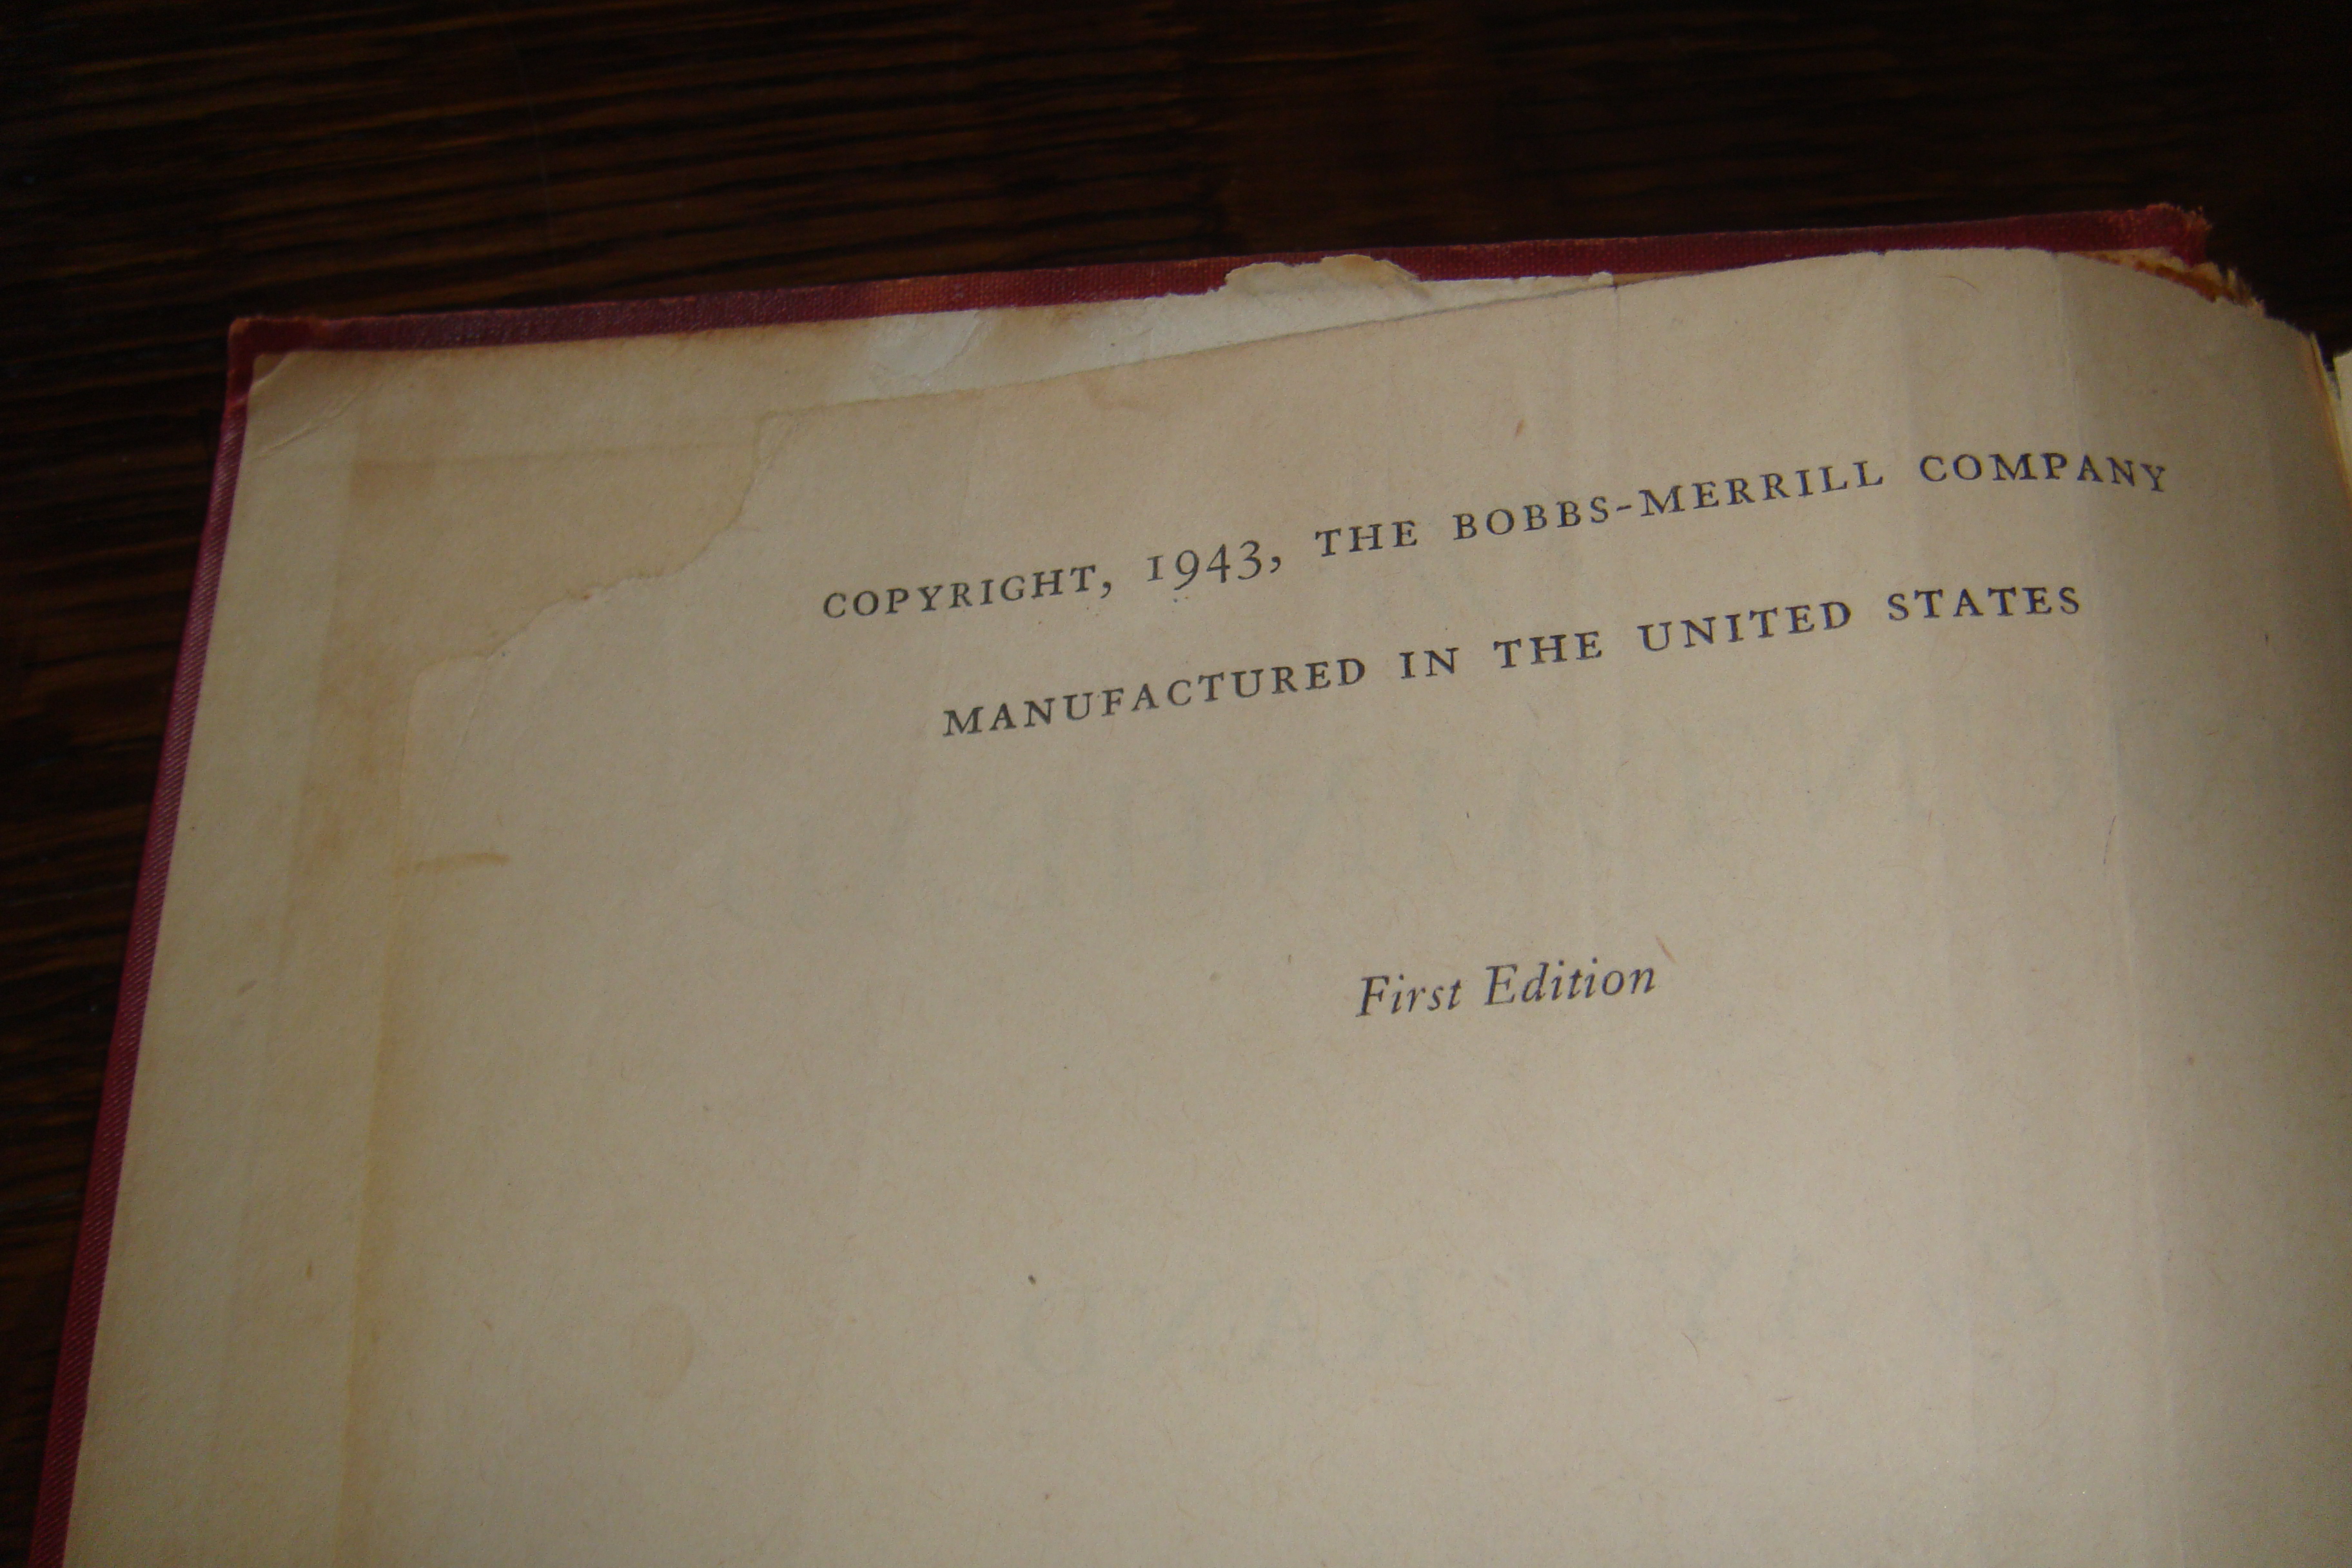 COPYRIGHT, 1943, THE BOBBS-MERRILL COMPANY
MANUFACTURED IN THE UNITED STATES
First Edition